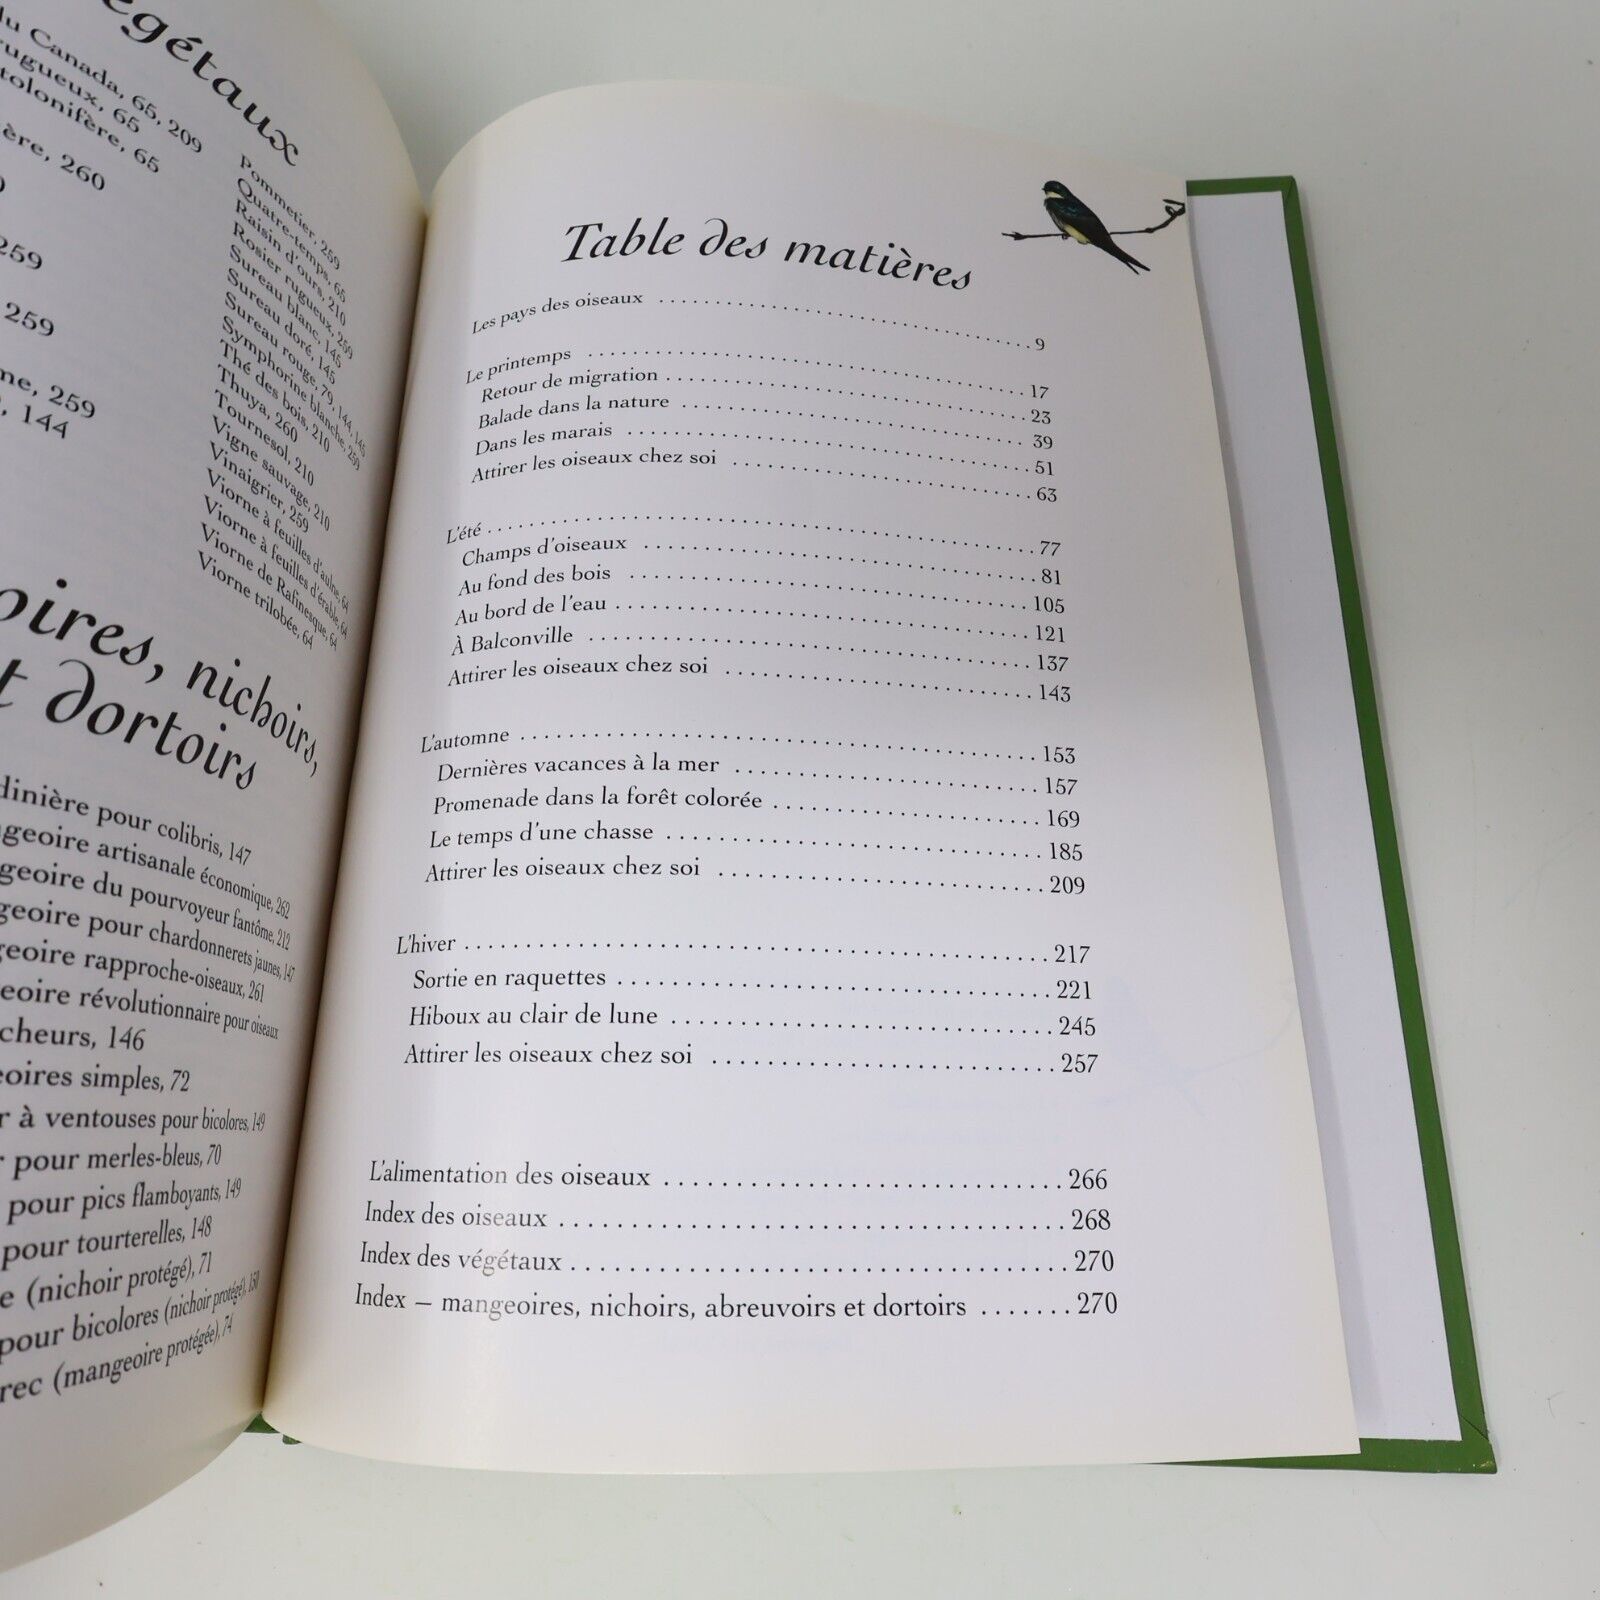 égétaux
du Canada, 65, 209
rugueux, 65
tolonifère, 65
ère, 260
259
259
me, 259
, 144
Pommetier, 259
Quatre-temps, 65
Raisin d'ours, 210
Rosier rugueux, 259
Sureau blanc, 145
Sureau doré, 145
Sureau rouge, 79, 144, 145
Symphorine blanche, 259
Thé des bois, 210
Thuya, 260
Tournesol, 210
Vigne sauvage, 210
Vinaigrier, 259
Viorne à feuilles d'aulne, 64
Viorne à feuilles d'érable, 64
Viorne de Rafinesque, 64
Viorne trilobée, 64
oires, nichoirs,
t dortoirs
dinière pour colibris, 147
ngeoire artisanale économique, 262
geoire du pourvoyeur fantôme, 212
geoire pour chardonnerets jaunes, 147
geoire rapproche-oiseaux, 261
eoire révolutionnaire pour oiseaux
cheurs, 146
eoires simples, 72
r à ventouses pour bicolores, 149
r pour merles-bleus, 70
pour pics flamboyants, 149
pour tourterelles, 148
e (nichoir protégé), 71
pour bicolores (nichoir protégé), 150
rec (mangeoire protégée), 74
Table des matières
Les pays des oiseaux . . . . . . . . . . 9
Le printemps . . . . . . . . . . 17
Retour de migration . . . . . . . . . . 23
Balade dans la nature . . . . . . . . . . 39
Dans les marais . . . . . . . . . . 51
Attirer les oiseaux chez soi . . . . . . . . . . 63
L'été . . . . . . . . . . 77
Champs d'oiseaux . . . . . . . . . . 81
Au fond des bois . . . . . . . . . . 105
Au bord de l'eau . . . . . . . . . . 121
À Balconville . . . . . . . . . . 137
Attirer les oiseaux chez soi . . . . . . . . . . 143
L'automne . . . . . . . . . . 153
Dernières vacances à la mer . . . . . . . . . . 157
Promenade dans la forêt colorée . . . . . . . . . . 169
Le temps d'une chasse . . . . . . . . . . 185
Attirer les oiseaux chez soi . . . . . . . . . . 209
L'hiver . . . . . . . . . . 217
Sortie en raquettes . . . . . . . . . . 221
Hiboux au clair de lune . . . . . . . . . . 245
Attirer les oiseaux chez soi . . . . . . . . . . 257
L'alimentation des oiseaux . . . . . . . . . . 266
Index des oiseaux . . . . . . . . . . 268
Index des végétaux . . . . . . . . . . 270
Index – mangeoires, nichoirs, abreuvoirs et dortoirs . . . . . . . 270